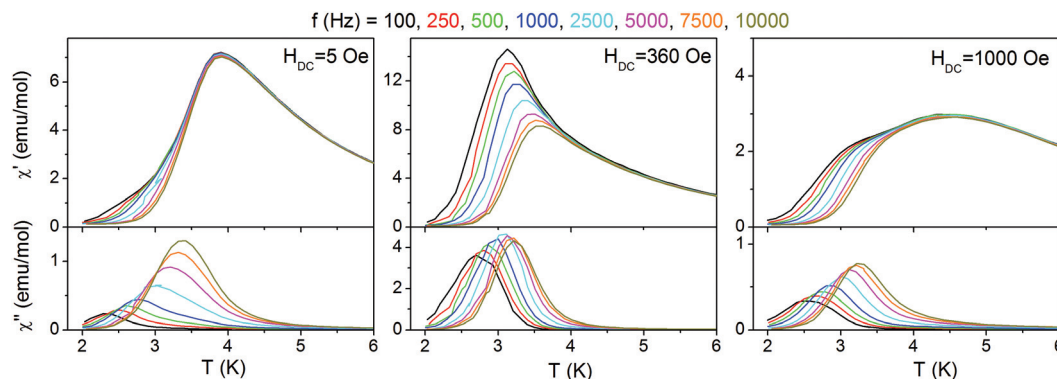 f (Hz) = 100, 250, 500, 1000, 2500, 5000, 7500, 10000
χ' (emu/mol)
6
3
0
H_DC=5 Oe
12
8
4
0
H_DC=360 Oe
4
2
0
H_DC=1000 Oe
χ" (emu/mol)
1
0
4
2
0
1
0
2 3 4 5 6
2 3 4 5 6
2 3 4 5 6
T (K)
T (K)
T (K)